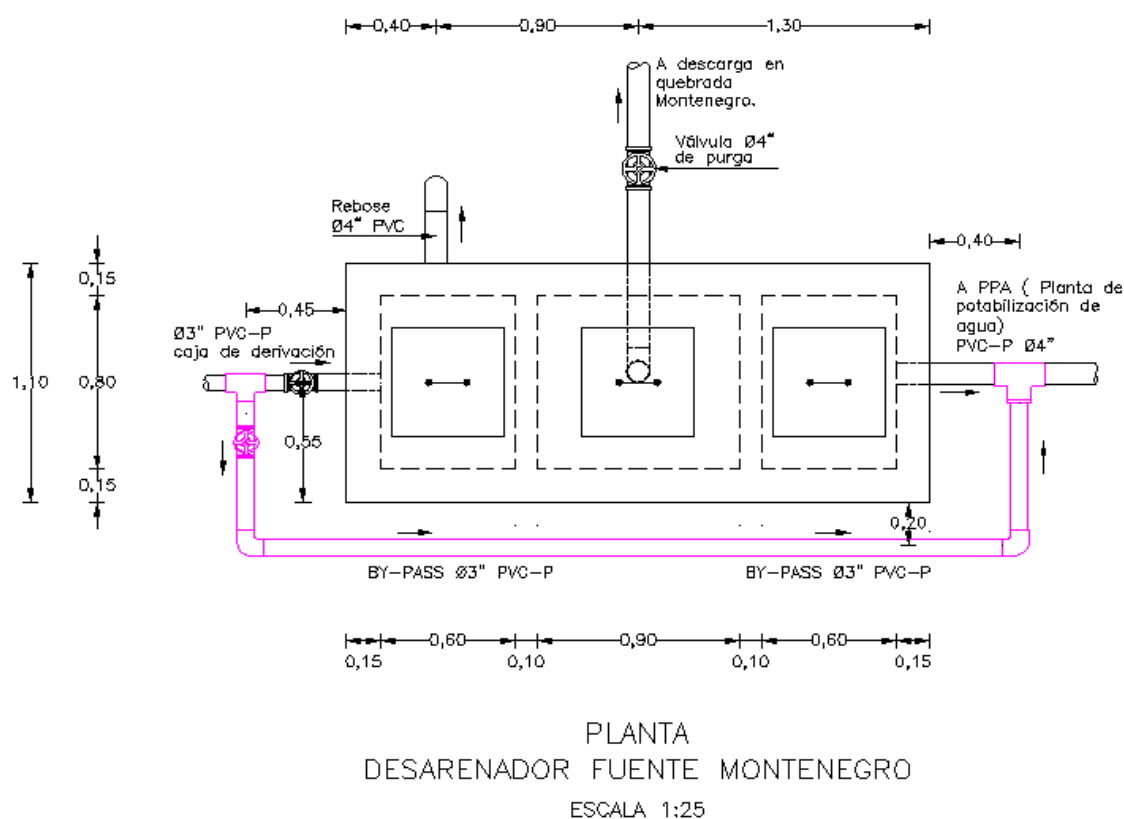 0,40
0,90
1,30
A descarga en
quebrada
Montenegro.
Válvula Ø4"
de purga
Rebose
Ø4" PVC
0,40
0,15
0,45
A PPA ( Planta de
potabilización de
agua)
PVC-P Ø4"
Ø3" PVC-P
caja de derivación
1,10
0,80
0,55
0,15
0,20
BY-PASS Ø3" PVC-P
BY-PASS Ø3" PVC-P
0,60
0,90
0,60
0,15
0,10
0,10
0,15
PLANTA
DESARENADOR FUENTE MONTENEGRO
ESCALA 1:25